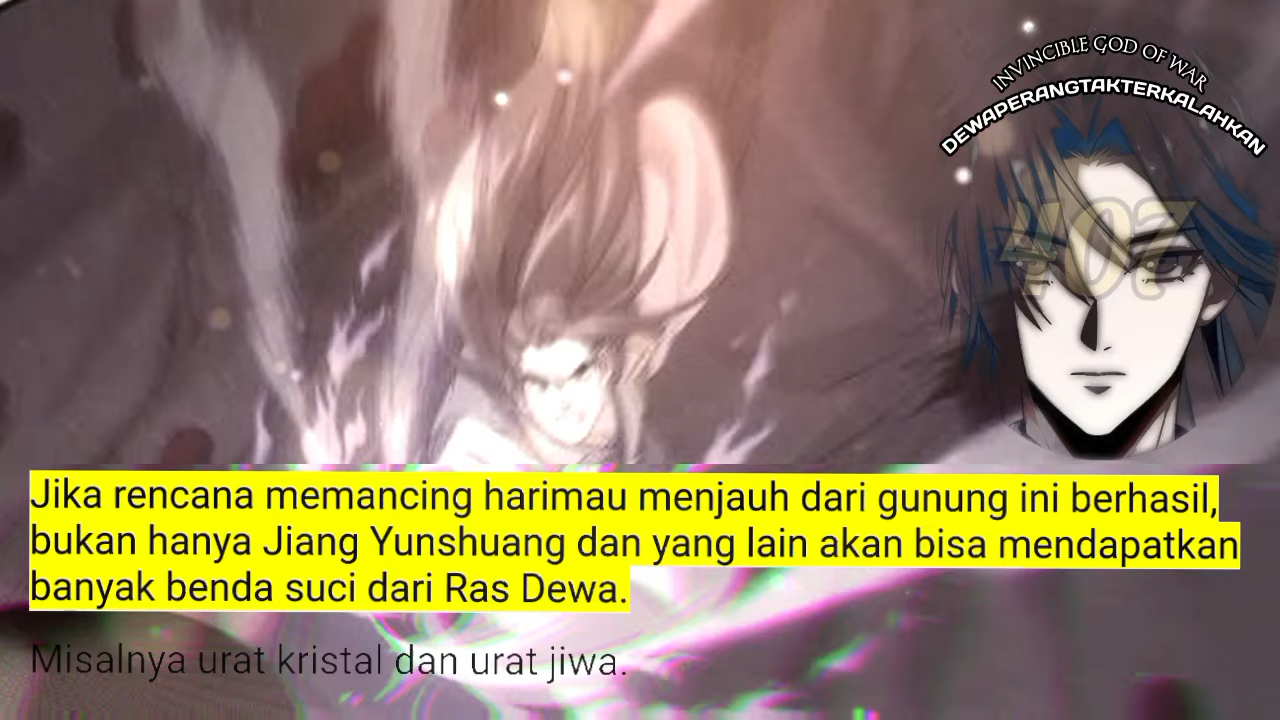 INVINCIBLE GOD OF WAR
DEWAPERANGTAKTERKALAHKAN
407
Jika rencana memancing harimau menjauh dari gunung ini berhasil,
bukan hanya Jiang Yunshuang dan yang lain akan bisa mendapatkan
banyak benda suci dari Ras Dewa.
Misalnya urat kristal dan urat jiwa.